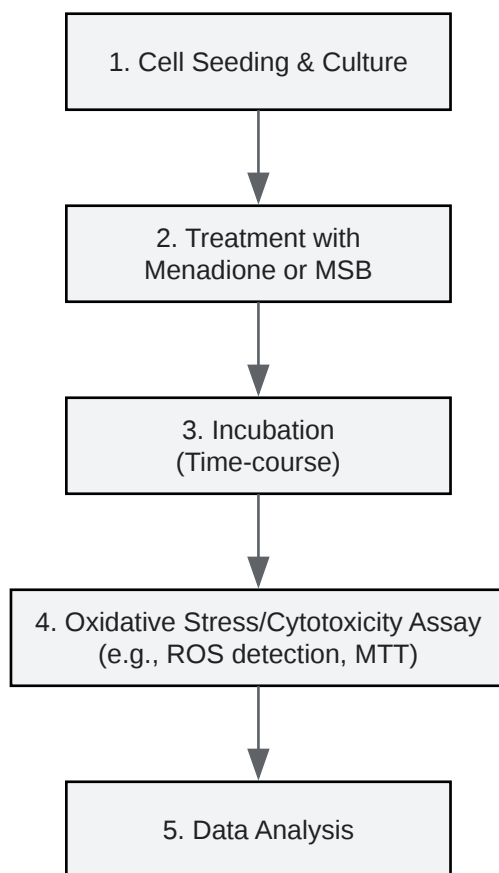 1. Cell Seeding & Culture
2. Treatment with
Menadione or MSB
3. Incubation
(Time-course)
4. Oxidative Stress/Cytotoxicity Assay
(e.g., ROS detection, MTT)
5. Data Analysis